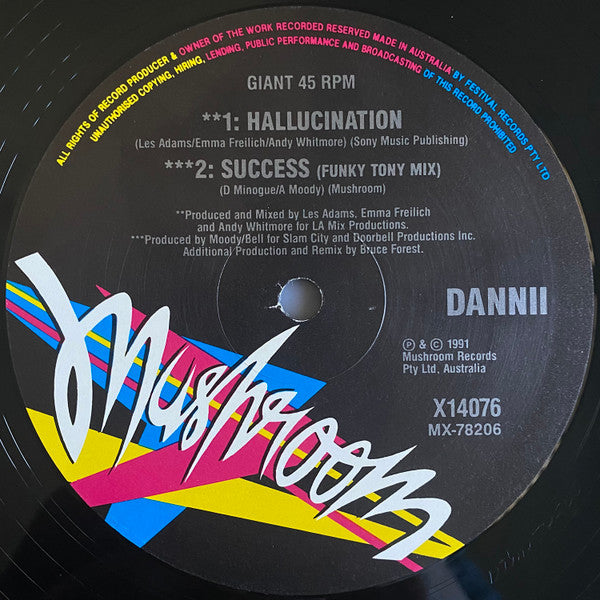 ALL RIGHTS OF RECORD PRODUCER & OWNER OF THE WORK RECORDED RESERVED MADE IN AUSTRALIA BY FESTIVAL RECORDS PTY LTD
UNAUTHORISED COPYING, HIRING, LENDING, PUBLIC PERFORMANCE AND BROADCASTING OF THIS RECORD PROHIBITED
GIANT 45 RPM
**1: HALLUCINATION
(Les Adams/Emma Freilich/Andy Whitmore) (Sony Music Publishing)
***2: SUCCESS (FUNKY TONY MIX)
(D Minogue/A Moody) (Mushroom)
**Produced and Mixed by Les Adams, Emma Freilich
and Andy Whitmore for LA Mix Productions.
***Produced by Moody/Bell for Slam City and Doorbell Productions Inc.
Additional Production and Remix by Bruce Forest.
DANNII
℗ & © 1991
Mushroom Records
Pty Ltd, Australia
X14076
MX-78206
Mushroom